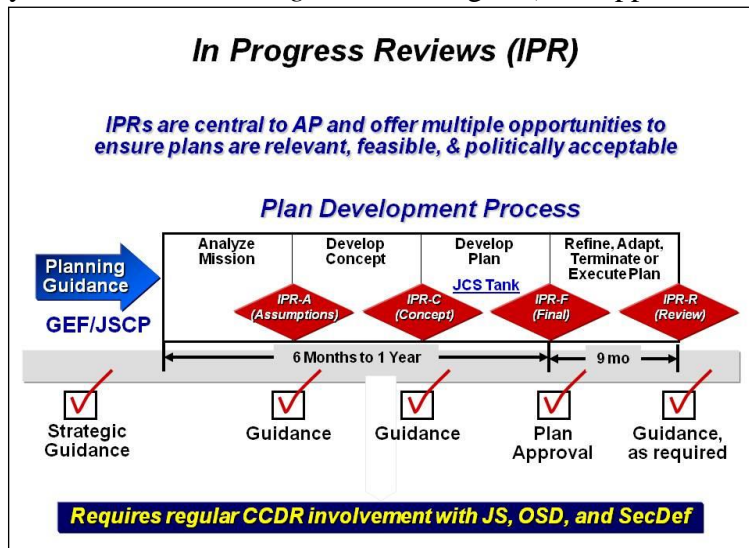 In Progress Reviews (IPR)
IPRs are central to AP and offer multiple opportunities to
ensure plans are relevant, feasible, & politically acceptable
Plan Development Process
Planning
Guidance
GEF/JSCP
Analyze
Mission
Develop
Concept
Develop
Plan
JCS Tank
Refine, Adapt,
Terminate or
Execute Plan
IPR-A
(Assumptions)
IPR-C
(Concept)
IPR-F
(Final)
IPR-R
(Review)
6 Months to 1 Year
9 mo
Strategic
Guidance
Guidance
Guidance
Plan
Approval
Guidance,
as required
Requires regular CCDR involvement with JS, OSD, and SecDef